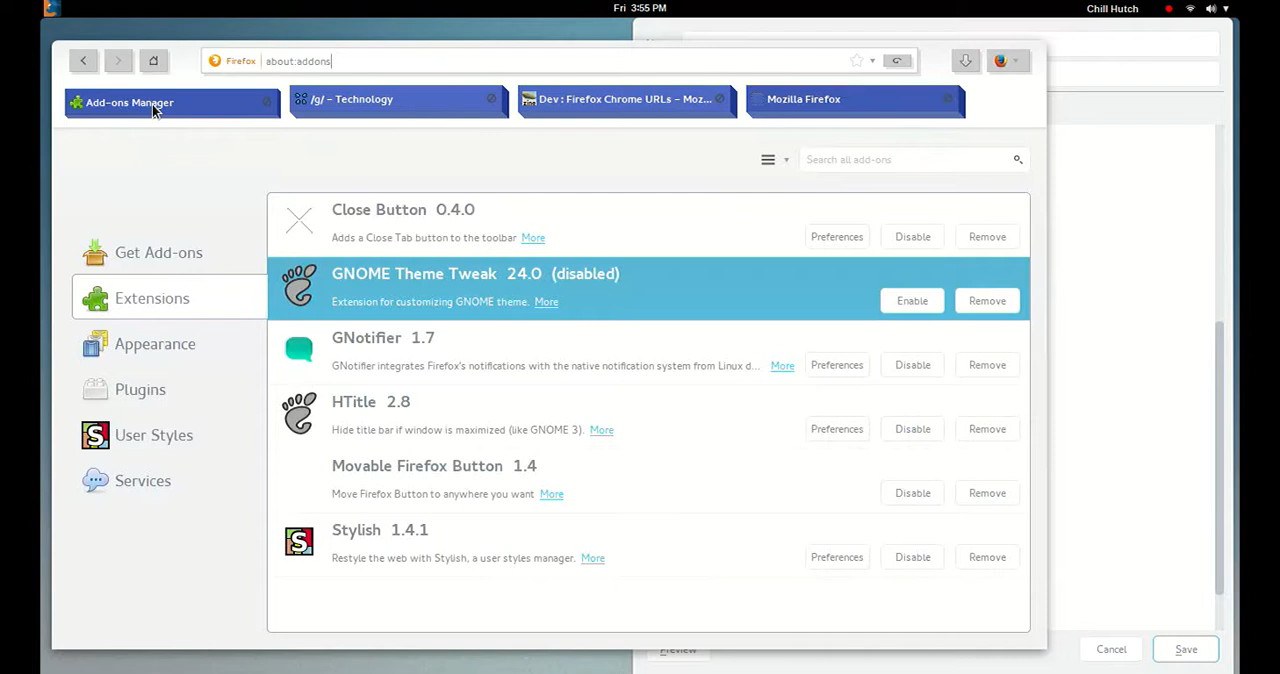 Fri 3:55 PM
Chill Hutch
Firefox
about:addons
Add-ons Manager
/g/ – Technology
Dev : Firefox Chrome URLs – Moz...
Mozilla Firefox
Search all add-ons
Get Add-ons
Extensions
Appearance
Plugins
User Styles
Services
Close Button 0.4.0
Adds a Close Tab button to the toolbar More
Preferences
Disable
Remove
GNOME Theme Tweak 24.0 (disabled)
Extension for customizing GNOME theme. More
Enable
Remove
GNotifier 1.7
GNotifier integrates Firefox's notifications with the native notification system from Linux d... More
Preferences
Disable
Remove
HTitle 2.8
Hide title bar if window is maximized (like GNOME 3). More
Preferences
Disable
Remove
Movable Firefox Button 1.4
Move Firefox Button to anywhere you want More
Disable
Remove
Stylish 1.4.1
Restyle the web with Stylish, a user styles manager. More
Preferences
Disable
Remove
Preview
Cancel
Save